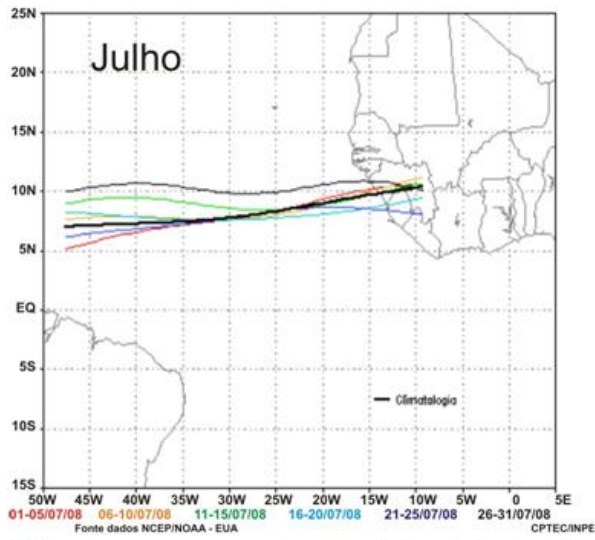 25N
Julho
20N
15N
10N
5N
EQ
5S
Climatologia
10S
15S
50W 45W 40W 35W 30W 25W 20W 15W 10W 5W 0 5E
01-05/07/08 06-10/07/08 11-15/07/08 16-20/07/08 21-25/07/08 26-31/07/08
Fonte dados NCEP/NOAA - EUA CPTEC/INPE